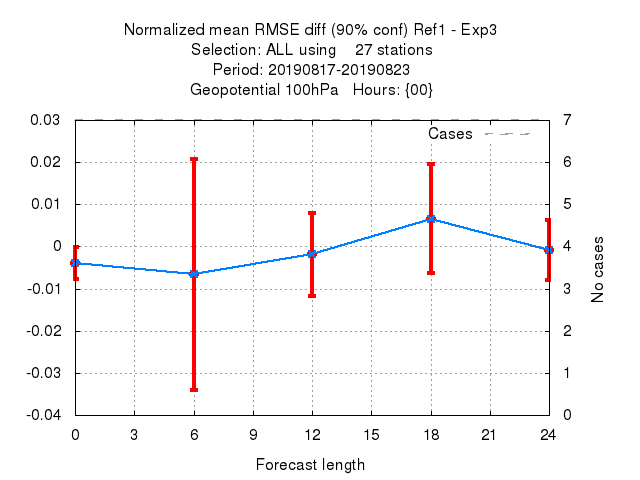 Normalized mean RMSE diff (90% conf) Ref1 - Exp3
Selection: ALL using 27 stations
Period: 20190817-20190823
Geopotential 100hPa Hours: {00}
Cases
0.03
0.02
0.01
0
-0.01
-0.02
-0.03
-0.04
7
6
5
4
3
2
1
0
No cases
0 3 6 9 12 15 18 21 24
Forecast length